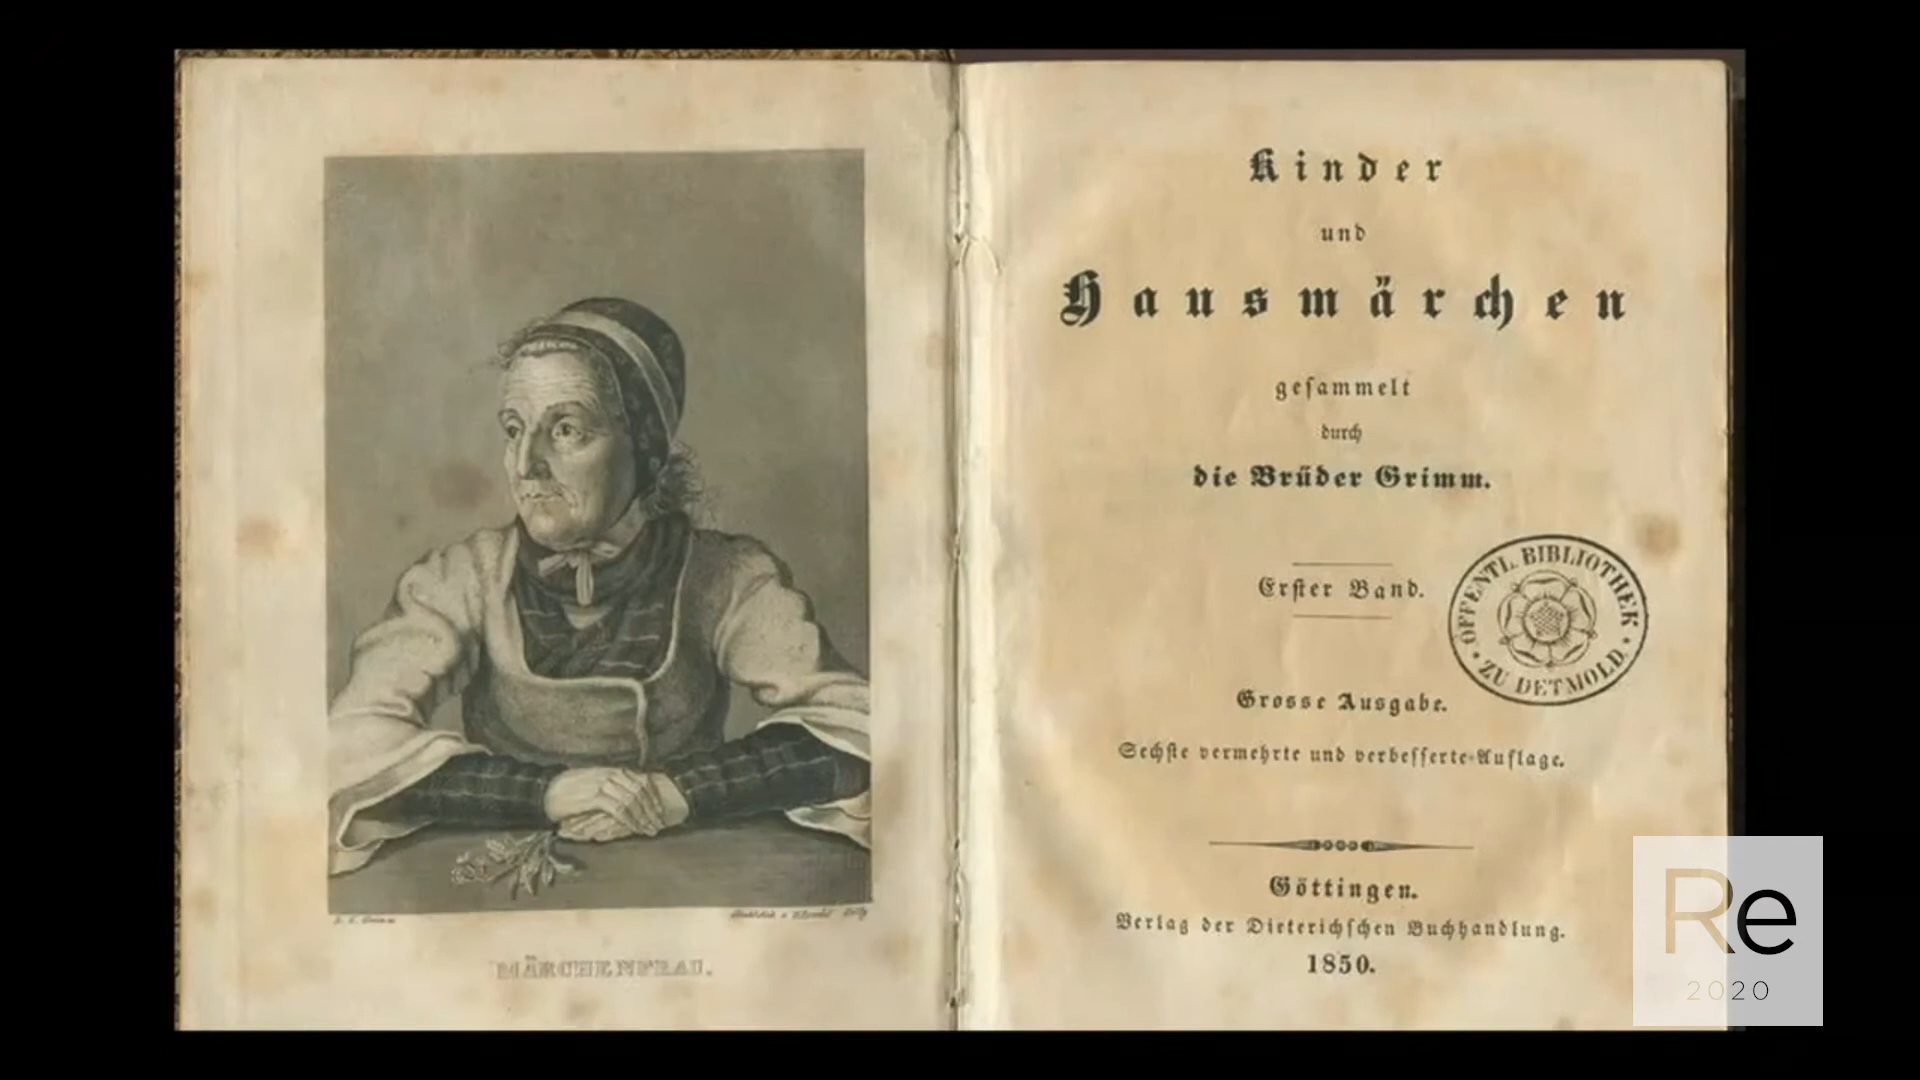 MÄRCHENFRAU.
Kinder
und
Hausmärchen
gesammelt
durch
die Brüder Grimm.
Erster Band.
ÖFFENTL. BIBLIOTHEK
· ZU DETMOLD ·
Grosse Ausgabe.
Sechste vermehrte und verbesserte Auflage.
Göttingen.
Verlag der Dieterichschen Buchhandlung.
1850.
Re
2020